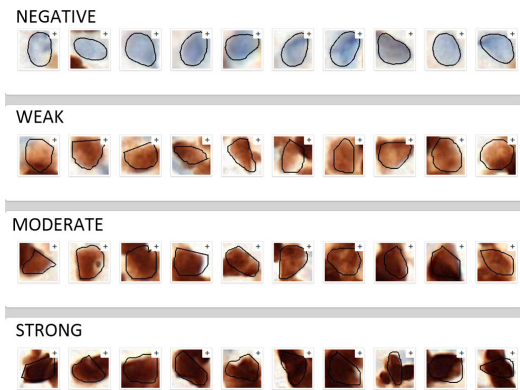 NEGATIVE
+ + + + + + + + + +
WEAK
+ + + + + + + + + +
MODERATE
+ + + + + + + + + +
STRONG
+ + + + + + + + + +